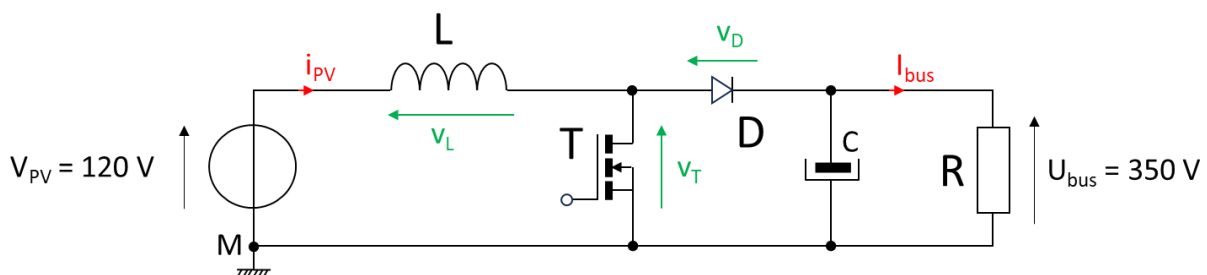 L
i_PV
v_D
I_bus
v_L
T
v_T
D
C
R
V_PV = 120 V
U_bus = 350 V
M